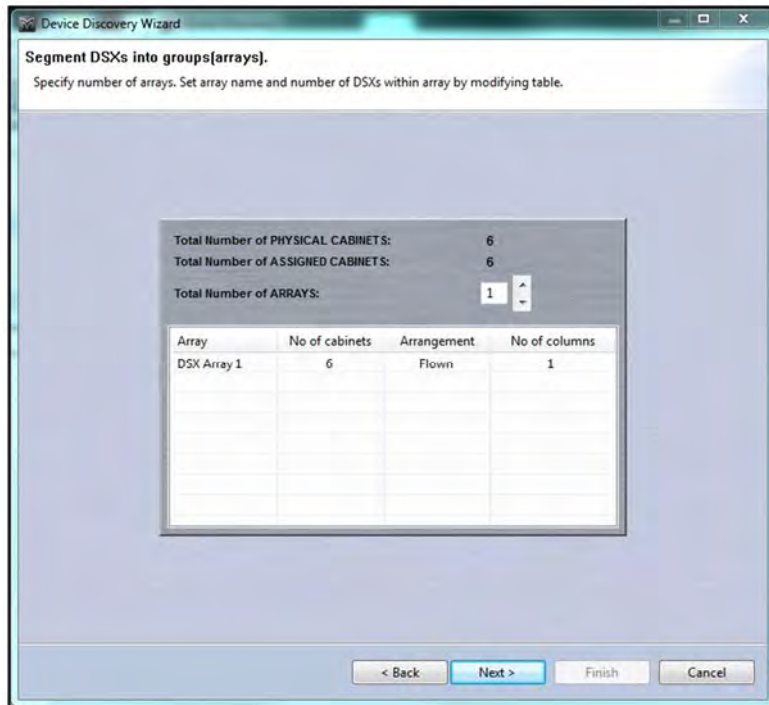 Device Discovery Wizard
Segment DSXs into groups(arrays).
Specify number of arrays. Set array name and number of DSXs within array by modifying table.
Total Number of PHYSICAL CABINETS: 6
Total Number of ASSIGNED CABINETS: 6
Total Number of ARRAYS: 1
Array No of cabinets Arrangement No of columns
DSX Array 1 6 Flown 1
< Back Next > Finish Cancel